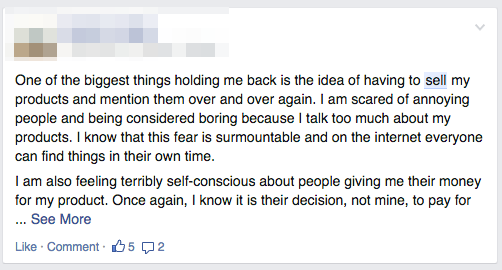 One of the biggest things holding me back is the idea of having to sell my
products and mention them over and over again. I am scared of annoying
people and being considered boring because I talk too much about my
products. I know that this fear is surmountable and on the internet everyone
can find things in their own time.
I am also feeling terribly self-conscious about people giving me their money
for my product. Once again, I know it is their decision, not mine, to pay for
... See More
Like · Comment · 5 2